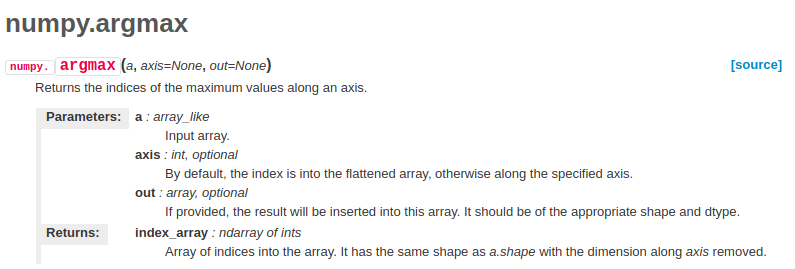 numpy.argmax
numpy. argmax(a, axis=None, out=None) [source]
Returns the indices of the maximum values along an axis.
Parameters: a : array_like
Input array.
axis : int, optional
By default, the index is into the flattened array, otherwise along the specified axis.
out : array, optional
If provided, the result will be inserted into this array. It should be of the appropriate shape and dtype.
Returns: index_array : ndarray of ints
Array of indices into the array. It has the same shape as a.shape with the dimension along axis removed.